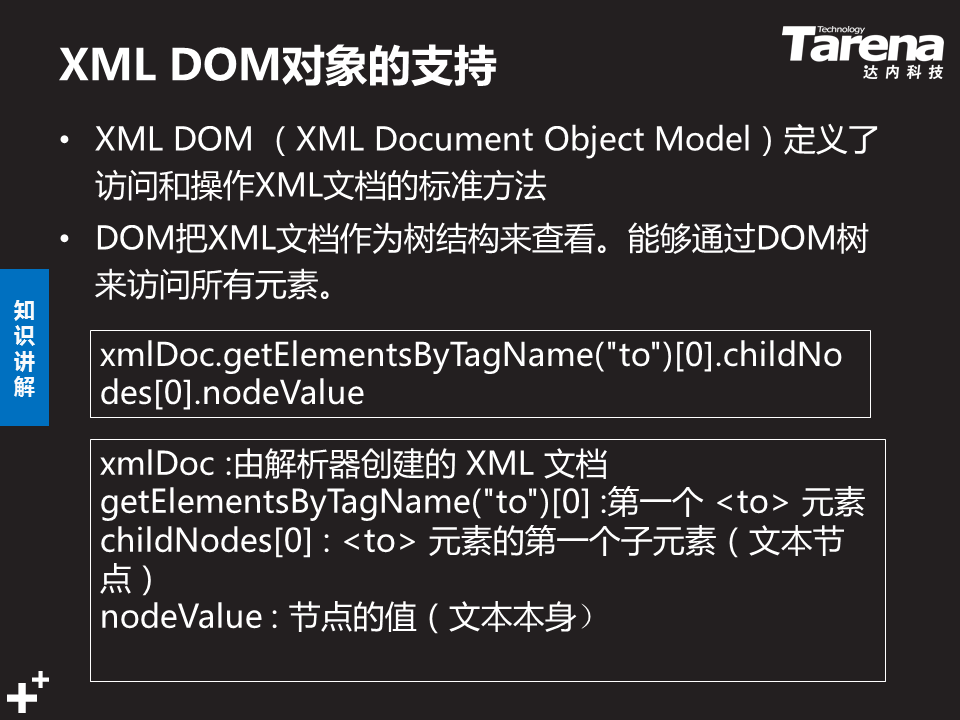 XML DOM对象的支持
Technology
Tarena
达内科技
• XML DOM （XML Document Object Model）定义了
访问和操作XML文档的标准方法
• DOM把XML文档作为树结构来查看。能够通过DOM树
来访问所有元素。
知
识
讲
解
xmlDoc.getElementsByTagName("to")[0].childNo
des[0].nodeValue
xmlDoc :由解析器创建的 XML 文档
getElementsByTagName("to")[0] :第一个 <to> 元素
childNodes[0] : <to> 元素的第一个子元素（文本节
点）
nodeValue : 节点的值（文本本身）